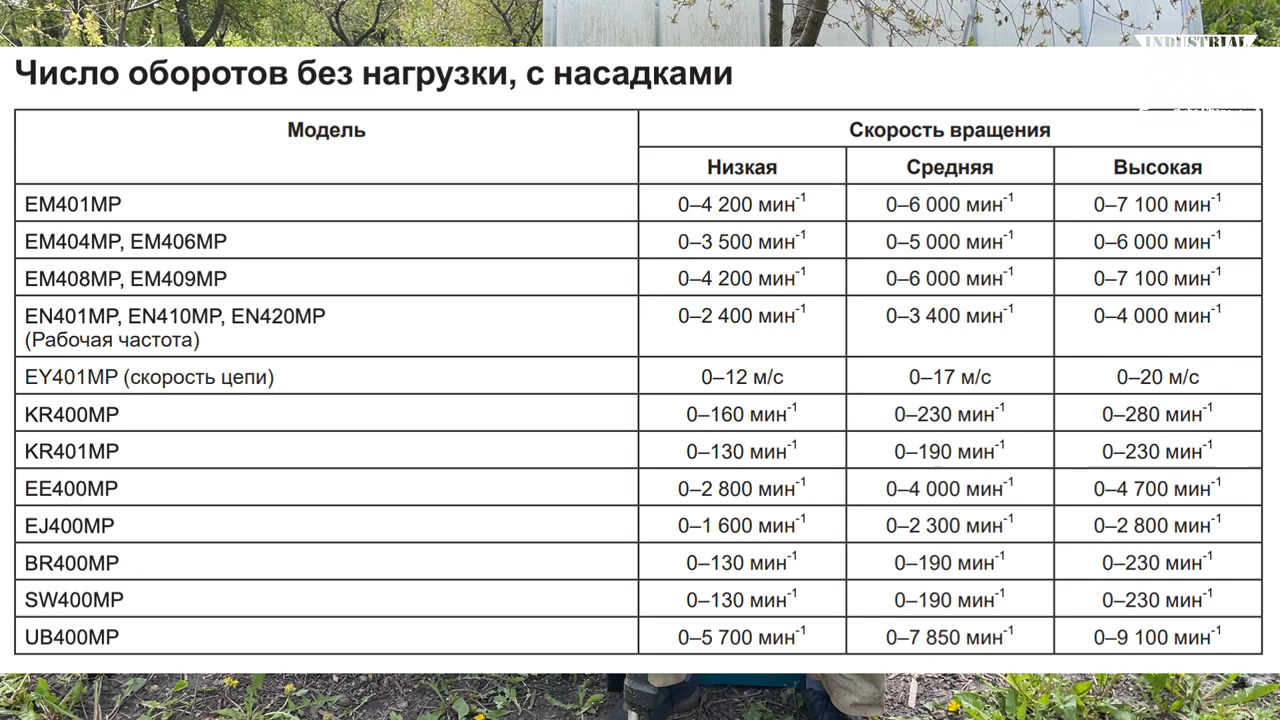 INDUSTRIAL
Число оборотов без нагрузки, с насадками
Модель Скорость вращения
Низкая Средняя Высокая
EM401MP 0–4 200 мин-1 0–6 000 мин-1 0–7 100 мин-1
EM404MP, EM406MP 0–3 500 мин-1 0–5 000 мин-1 0–6 000 мин-1
EM408MP, EM409MP 0–4 200 мин-1 0–6 000 мин-1 0–7 100 мин-1
EN401MP, EN410MP, EN420MP 0–2 400 мин-1 0–3 400 мин-1 0–4 000 мин-1
(Рабочая частота)
EY401MP (скорость цепи) 0–12 м/с 0–17 м/с 0–20 м/с
KR400MP 0–160 мин-1 0–230 мин-1 0–280 мин-1
KR401MP 0–130 мин-1 0–190 мин-1 0–230 мин-1
EE400MP 0–2 800 мин-1 0–4 000 мин-1 0–4 700 мин-1
EJ400MP 0–1 600 мин-1 0–2 300 мин-1 0–2 800 мин-1
BR400MP 0–130 мин-1 0–190 мин-1 0–230 мин-1
SW400MP 0–130 мин-1 0–190 мин-1 0–230 мин-1
UB400MP 0–5 700 мин-1 0–7 850 мин-1 0–9 100 мин-1